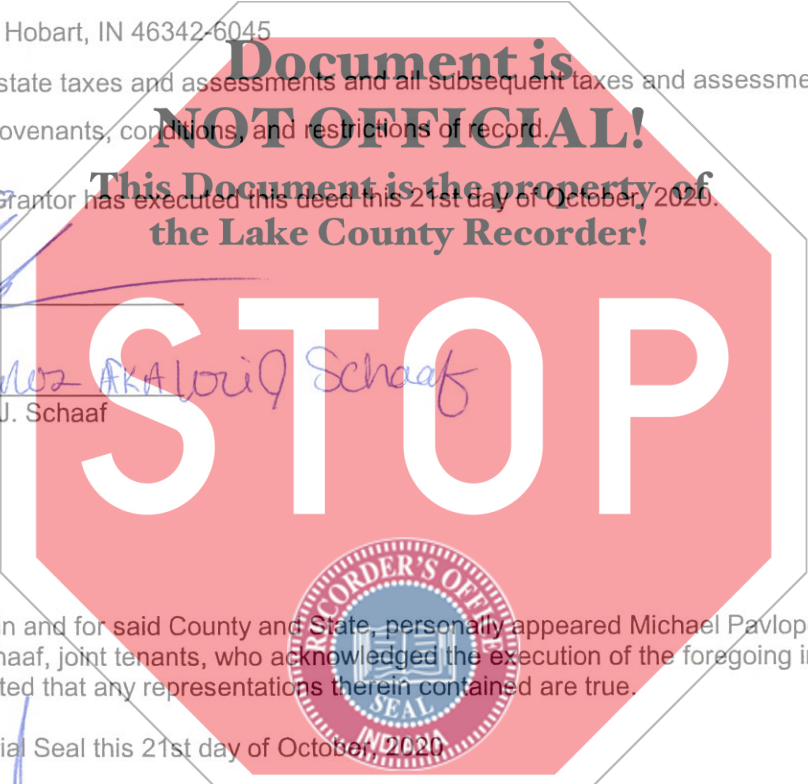 Hobart, IN 46342-6045
Document is
state taxes and assessments and all subsequent taxes and assessme
NOT OFFICIAL!
ovenants, conditions, and restrictions of record.
This Document is the property of
Grantor has executed this deed this 21st day of October, 2020.
the Lake County Recorder!
STOP
AKA Lori J Schaaf
J. Schaaf
RECORDER'S OFFICE
in and for said County and State, personally appeared Michael Pavlop
haaf, joint tenants, who acknowledged the execution of the foregoing in
ted that any representations therein contained are true.
SEAL
ial Seal this 21st day of October, 2020
INDIANA